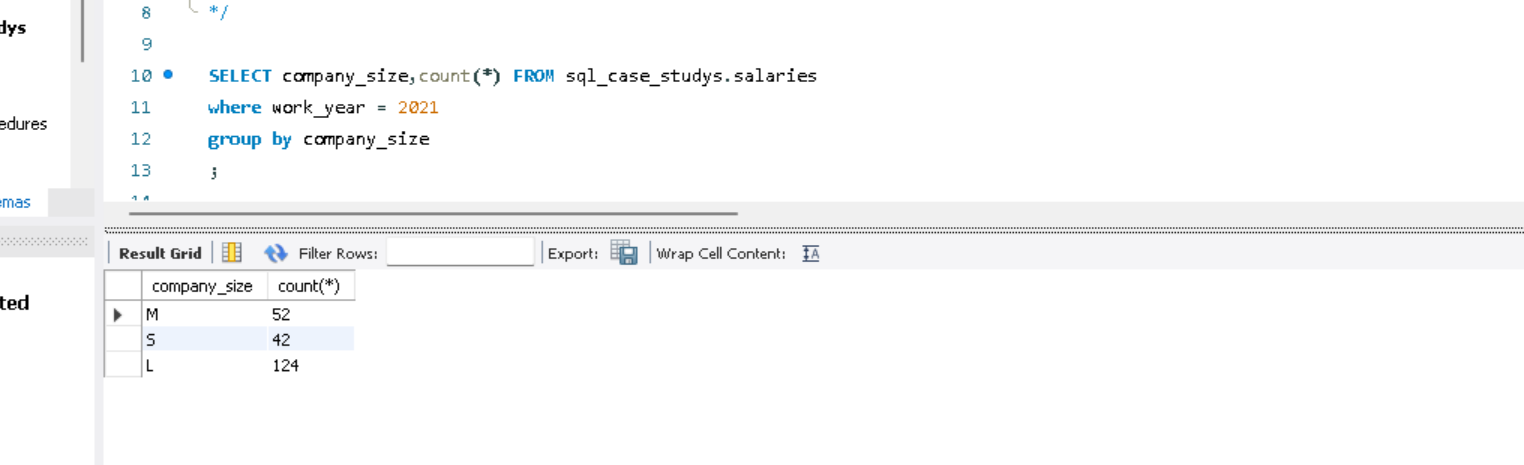 8 */
dys
9
10 SELECT company_size,count(*) FROM sql_case_studys.salaries
11 where work_year = 2021
edures
12 group by company_size
13 ;
emas
14
Result Grid Filter Rows: Export: Wrap Cell Content: IA
company_size count(*)
ted
M 52
S 42
L 124